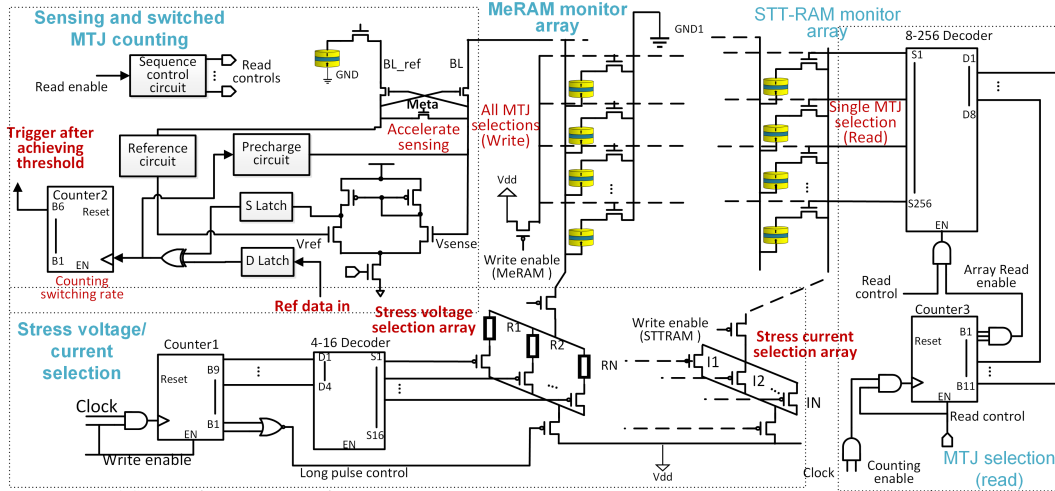 Sensing and switched
MTJ counting
Read enable
Sequence
control
circuit
Read
controls
GND
BL_ref
BL
Meta
Accelerate
sensing
Trigger after
achieving
threshold
Reference
circuit
Precharge
circuit
Counter2
B6
Reset
B1
EN
Counting
switching rate
S Latch
D Latch
Vref
Vsense
Ref data in
MeRAM monitor
array
GND1
All MTJ
selections
(Write)
Vdd
Write enable
(MeRAM )
STT-RAM monitor
array
Single MTJ
selection
(Read)
8-256 Decoder
S1
D1
D8
S256
EN
Read
control
Array Read
enable
Counter3
B1
Reset
B11
EN
Read control
Clock
Counting
enable
MTJ selection
(read)
Stress voltage/
current
selection
Counter1
B9
Reset
B1
EN
Clock
Write enable
4-16 Decoder
D1
S1
D4
S16
EN
Long pulse control
Stress voltage
selection array
R1
R2
RN
Write enable
(STTRAM)
Stress current
selection array
I1
I2
IN
Vdd